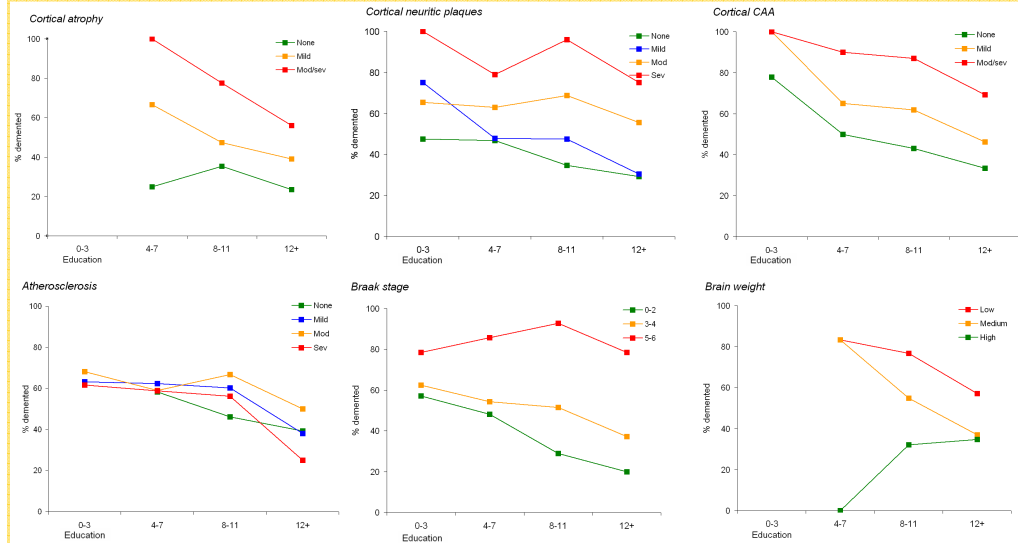 Cortical atrophy
None
Mild
Mod/sev
% demented
100
80
60
40
20
0
0-3
4-7
8-11
12+
Education
Cortical neuritic plaques
None
Mild
Mod
Sev
% demented
100
80
60
40
20
0
0-3
4-7
8-11
12+
Education
Cortical CAA
None
Mild
Mod/sev
% demented
100
80
60
40
20
0
0-3
4-7
8-11
12+
Education
Atherosclerosis
None
Mild
Mod
Sev
% demented
100
80
60
40
20
0
0-3
4-7
8-11
12+
Education
Braak stage
0-2
3-4
5-6
% demented
100
80
60
40
20
0
0-3
4-7
8-11
12+
Education
Brain weight
Low
Medium
High
% demented
100
80
60
40
20
0
0-3
4-7
8-11
12+
Education